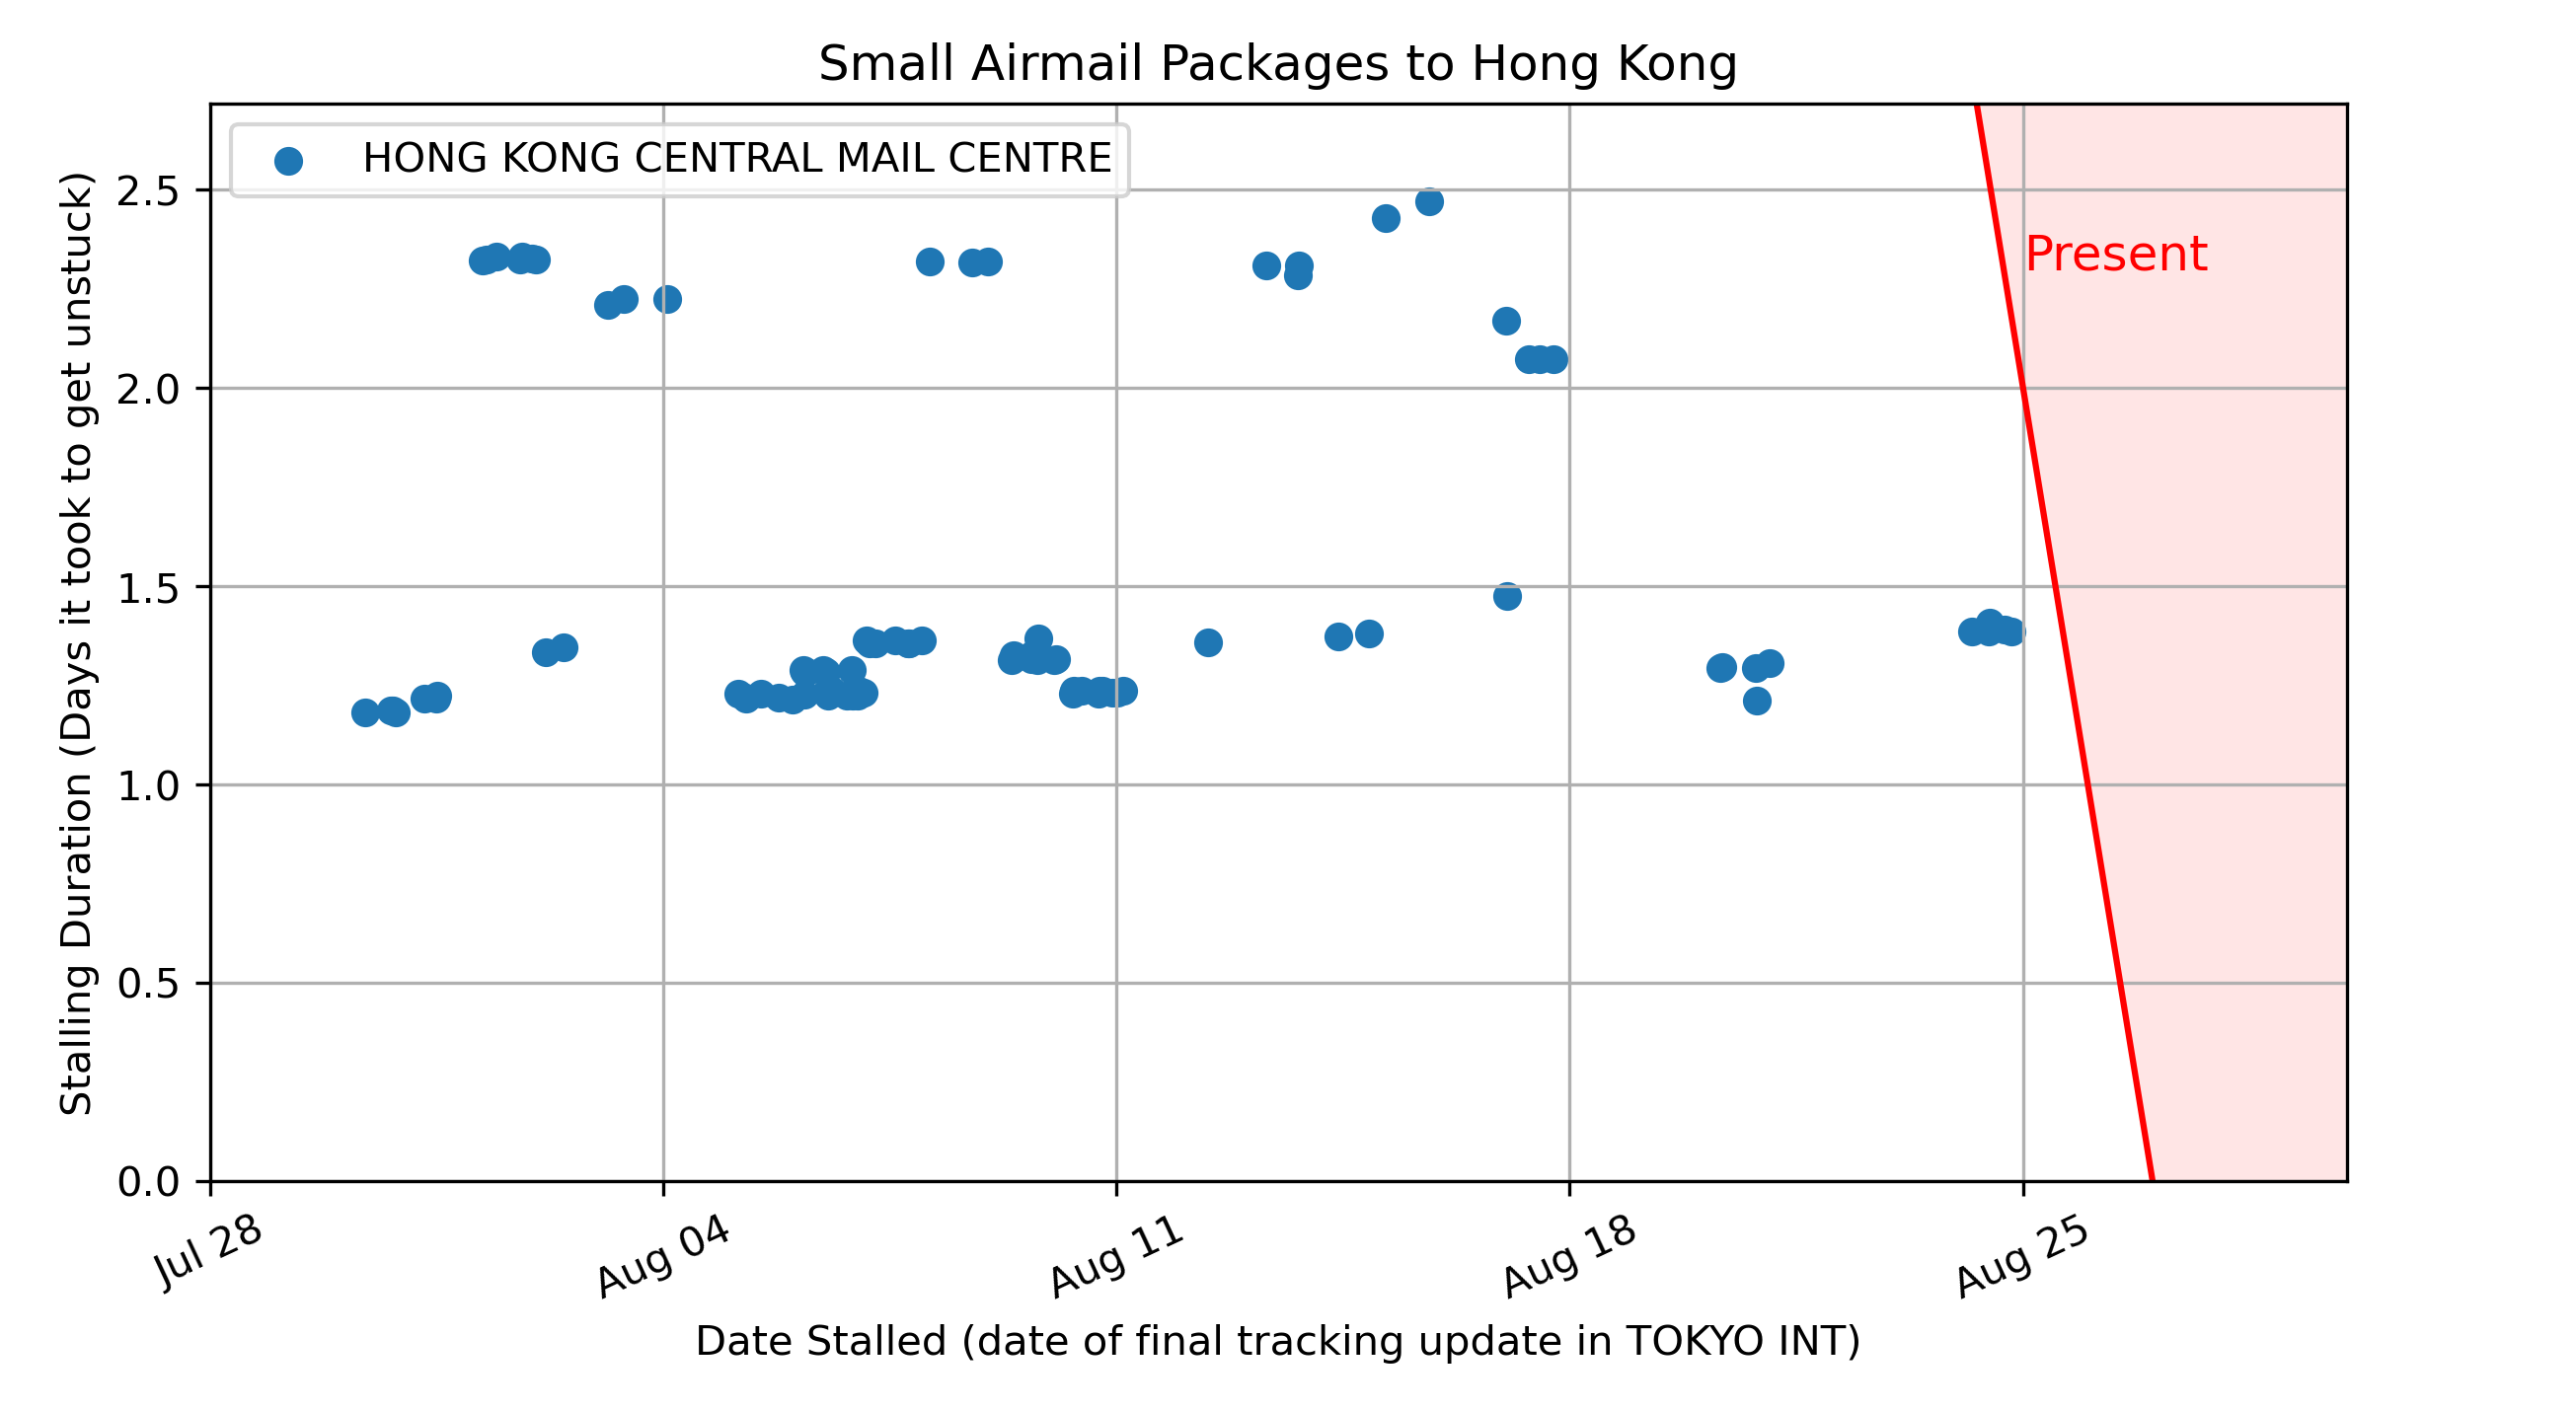 Small Airmail Packages to Hong Kong
HONG KONG CENTRAL MAIL CENTRE
Present
Stalling Duration (Days it took to get unstuck)
2.5
2.0
1.5
1.0
0.5
0.0
Jul 28
Aug 04
Aug 11
Aug 18
Aug 25
Date Stalled (date of final tracking update in TOKYO INT)